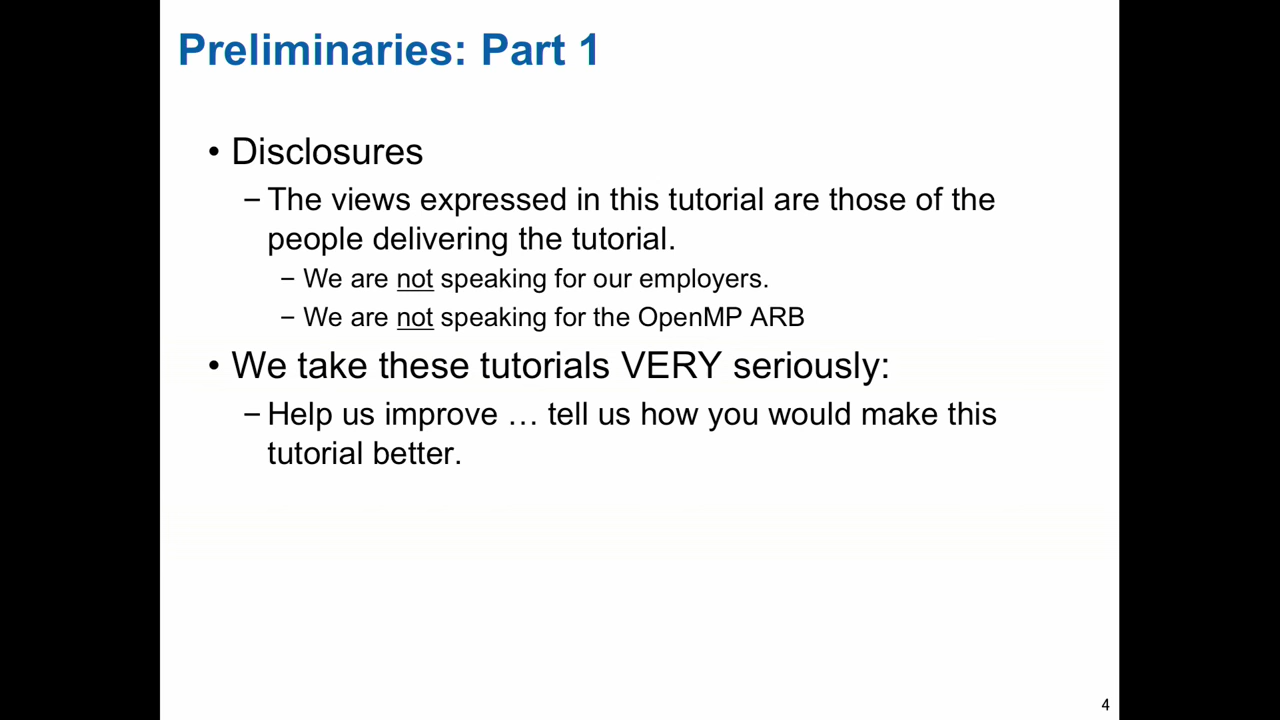 Preliminaries: Part 1
• Disclosures
– The views expressed in this tutorial are those of the
people delivering the tutorial.
– We are not speaking for our employers.
– We are not speaking for the OpenMP ARB
• We take these tutorials VERY seriously:
– Help us improve … tell us how you would make this
tutorial better.
4